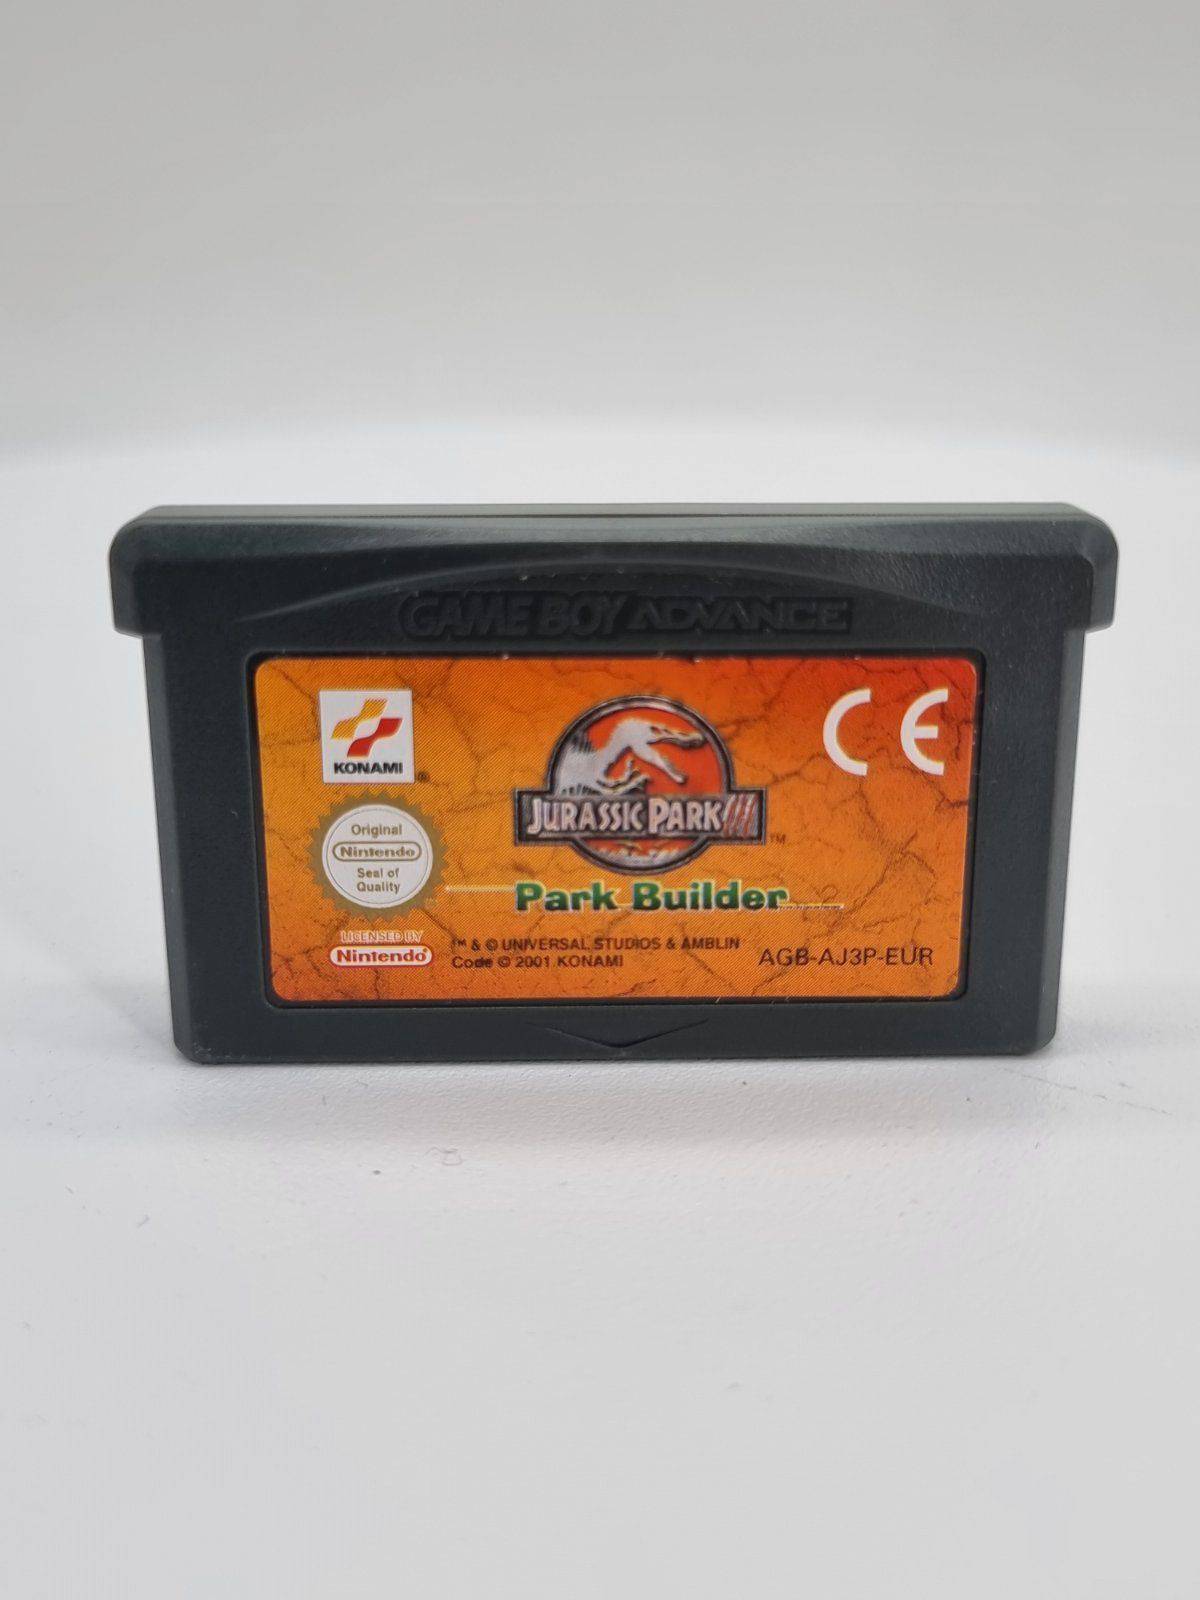 GAME BOY ADVANCE
KONAMI ®
CE
JURASSIC PARK III ™
Park Builder
Original
Nintendo
Seal of
Quality
LICENSED BY
Nintendo
™ & © UNIVERSAL STUDIOS & AMBLIN
Code © 2001 KONAMI
AGB-AJ3P-EUR